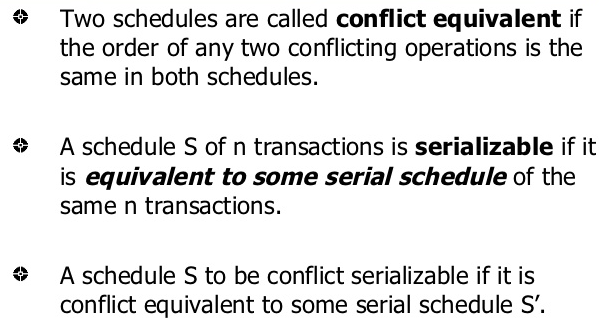 Two schedules are called conflict equivalent if
the order of any two conflicting operations is the
same in both schedules.
A schedule S of n transactions is serializable if it
is equivalent to some serial schedule of the
same n transactions.
A schedule S to be conflict serializable if it is
conflict equivalent to some serial schedule S’.